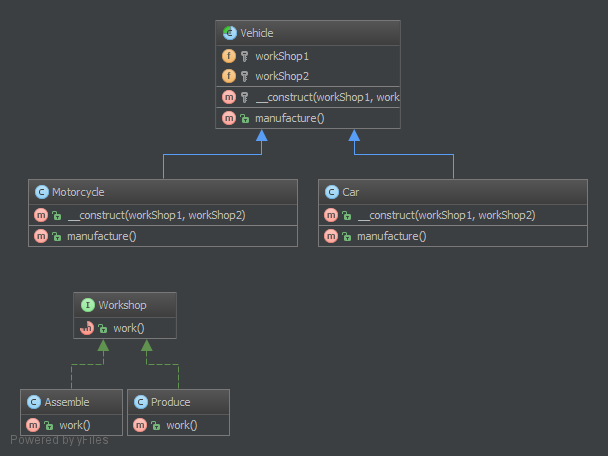 Vehicle
f workShop1
f workShop2
m __construct(workShop1, work
m manufacture()
C Motorcycle
m __construct(workShop1, workShop2)
m manufacture()
C Car
m __construct(workShop1, workShop2)
m manufacture()
I Workshop
m work()
C Assemble
m work()
C Produce
m work()
Powered by yFiles